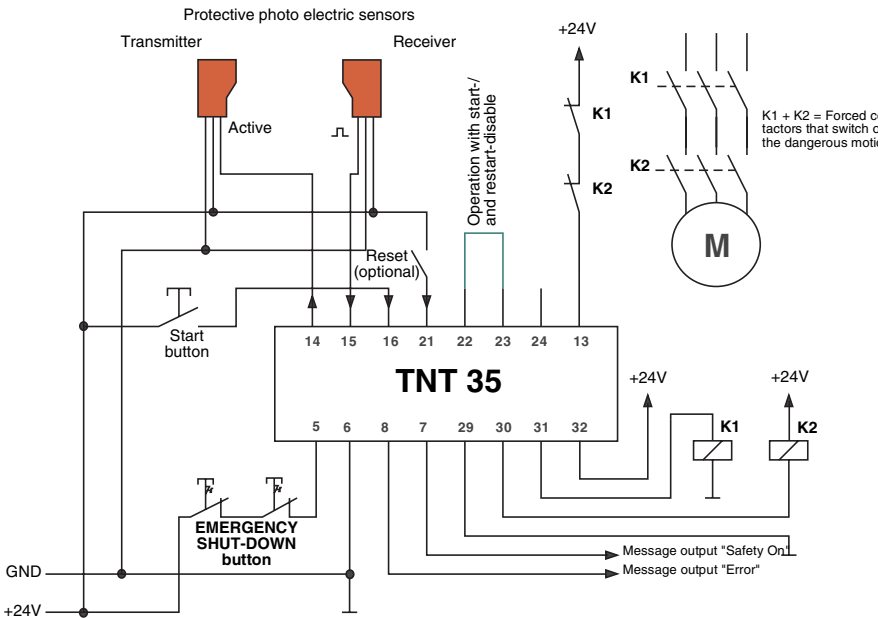 Protective photo electric sensors
Transmitter
Receiver
Active
+24V
K1
K2
Operation with start-/
and restart-disable
K1
K2
K1 + K2 = Forced co
tactors that switch o
the dangerous motio
M
Reset
(optional)
Start
button
14 15 16 21 22 23 24 13
TNT 35
5 6 8 7 29 30 31 32
+24V
+24V
K1
K2
EMERGENCY
SHUT-DOWN
button
Message output "Safety On"
Message output "Error"
GND
+24V